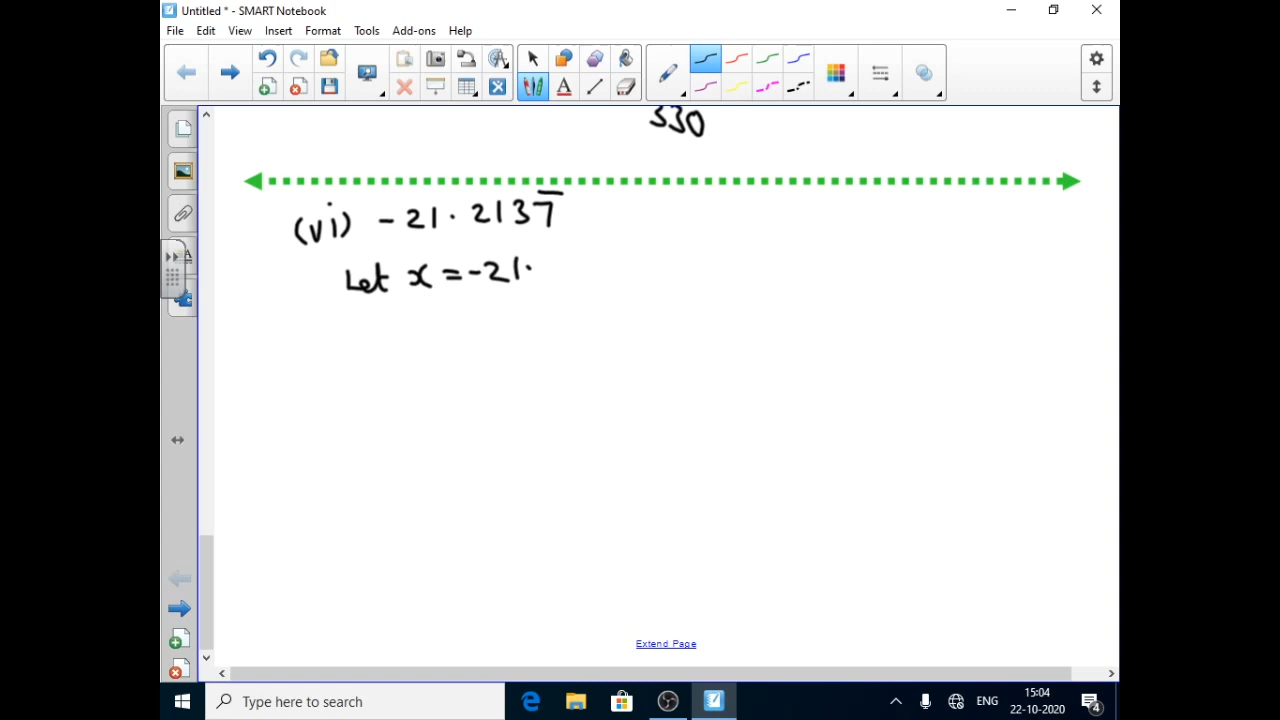 Untitled * - SMART Notebook
File Edit View Insert Format Tools Add-ons Help
330
(vi) -21.2137̅
Let x = -21.
Extend Page
Type here to search
ENG
15:04
22-10-2020
4